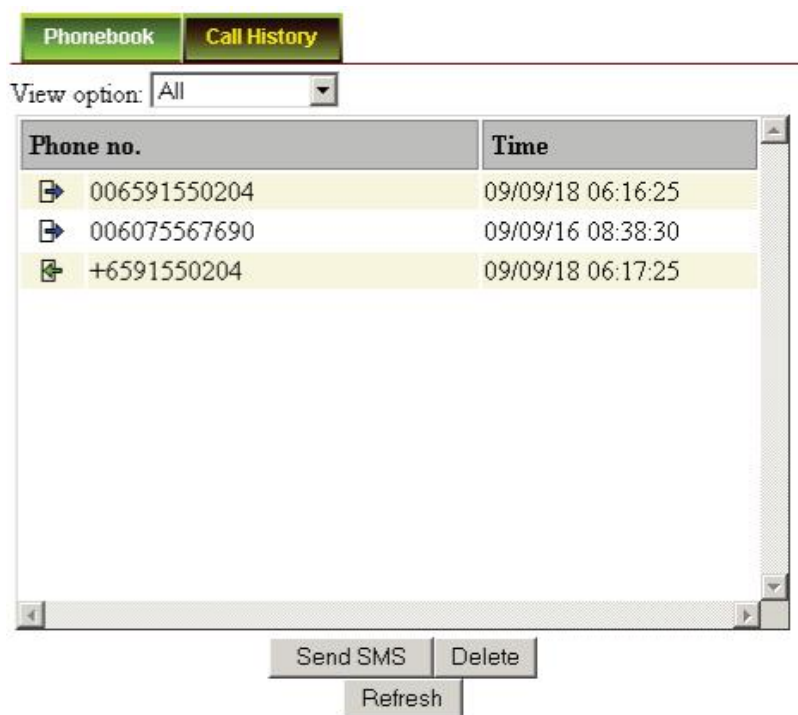 Phonebook Call History
View option: All
Phone no. Time
006591550204 09/09/18 06:16:25
006075567690 09/09/16 08:38:30
+6591550204 09/09/18 06:17:25
Send SMS Delete
Refresh